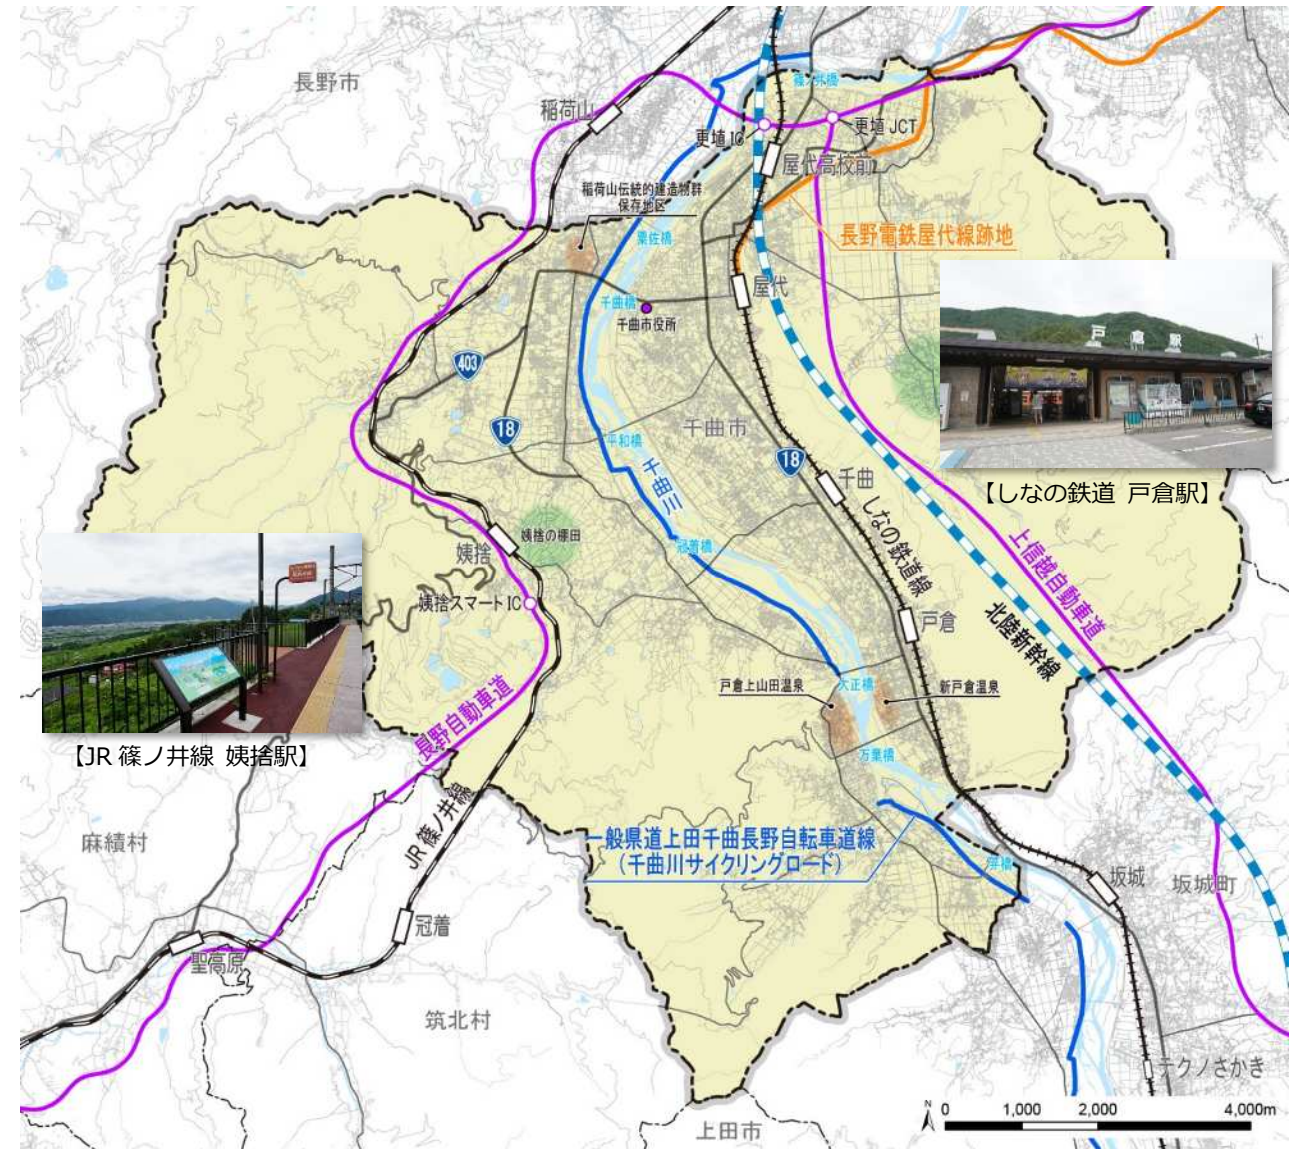 長野市
稲荷山
篠ノ井橋
更埴IC
更埴JCT
屋代高校前
稲荷山伝統的建造物群
保存地区
粟佐橋
長野電鉄屋代線跡地
屋代
千曲橋
千曲市役所
戸倉駅
403
18
平和橋
千曲市
千曲川
18
千曲
【しなの鉄道 戸倉駅】
しなの鉄道線
姨捨
姨捨の棚田
冠着橋
上信越自動車道
北陸新幹線
姨捨スマートIC
戸倉
戸倉上山田温泉
大正橋
新戸倉温泉
長野自動車道
【JR篠ノ井線 姨捨駅】
万葉橋
JR篠ノ井線
麻績村
一般県道上田千曲長野自転車道線
(千曲川サイクリングロード)
坂城
坂城町
冠着
聖高原
筑北村
テクノさかき
N
0 1,000 2,000 4,000m
上田市